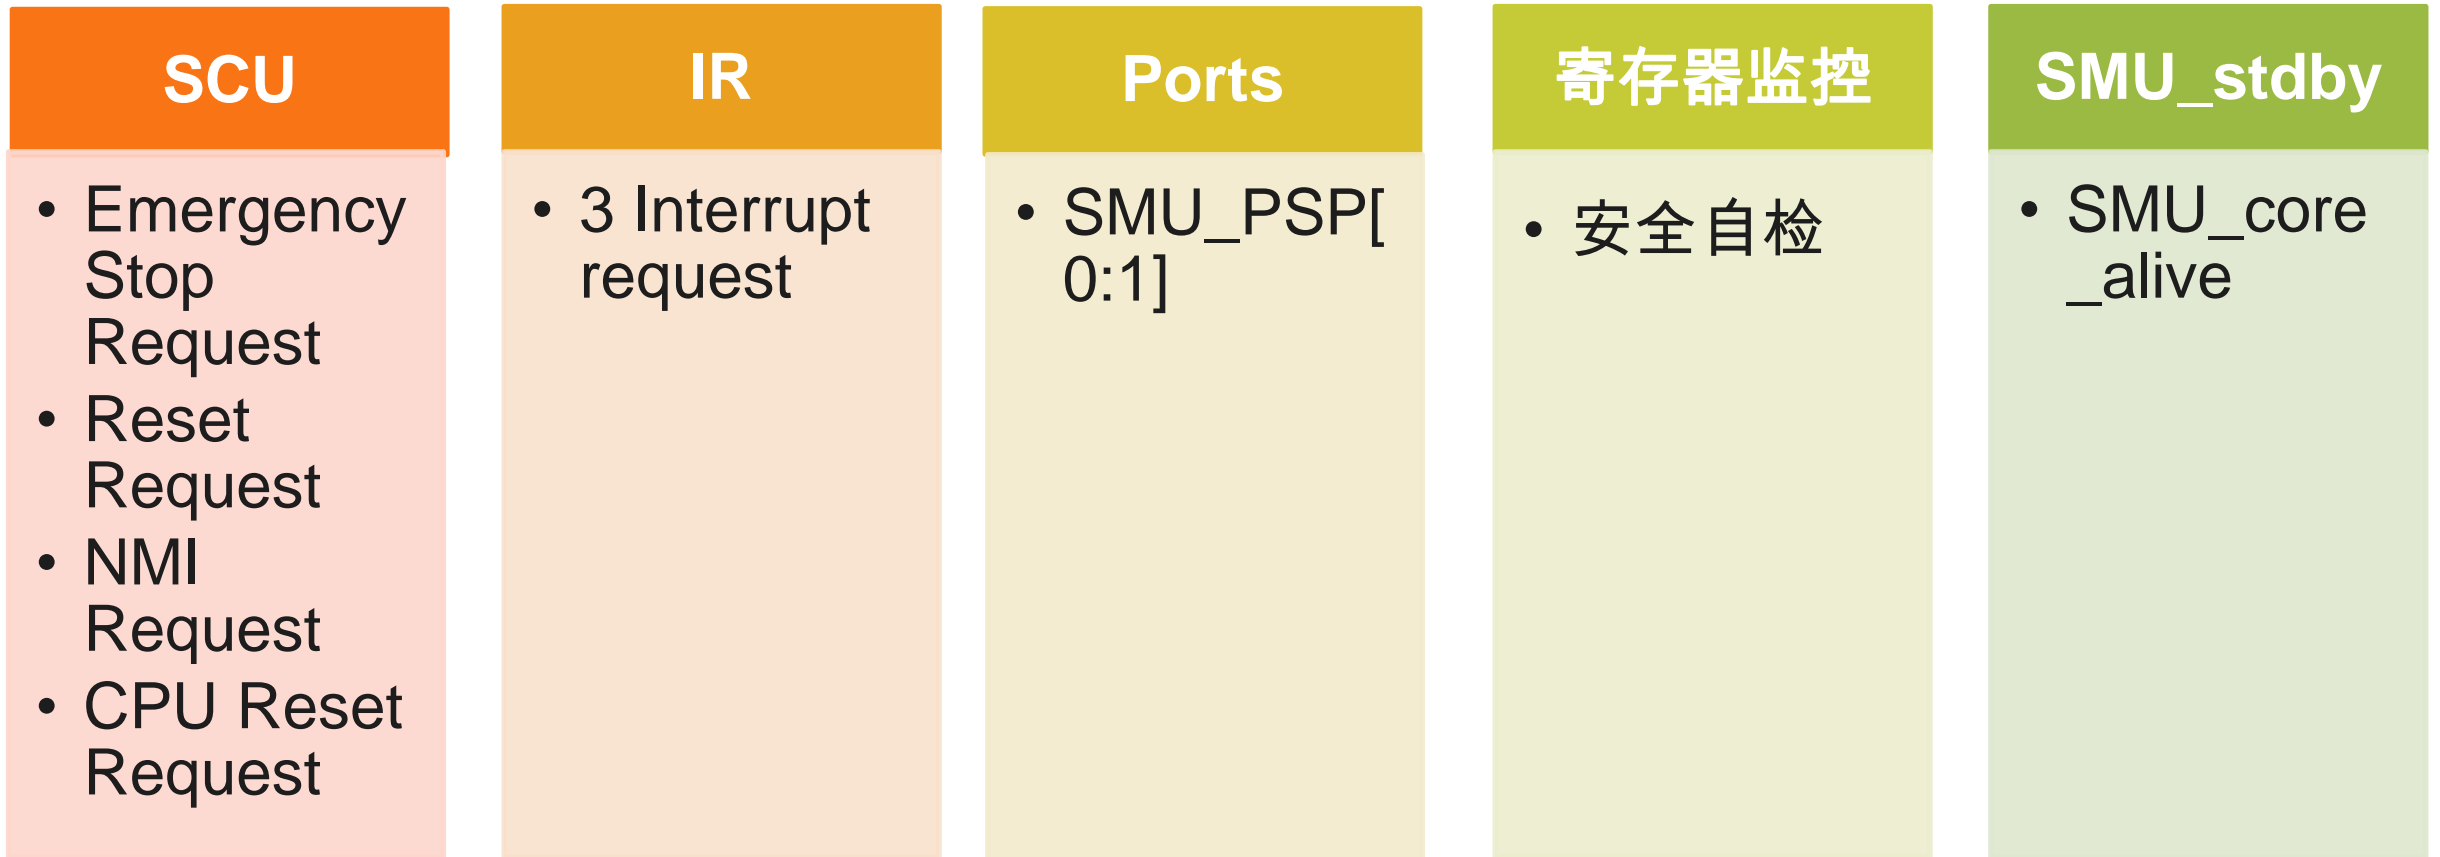 SCU
• Emergency
Stop
Request
• Reset
Request
• NMI
Request
• CPU Reset
Request
IR
• 3 Interrupt
request
Ports
• SMU_PSP[
0:1]
寄存器监控
• 安全自检
SMU_stdby
• SMU_core
_alive